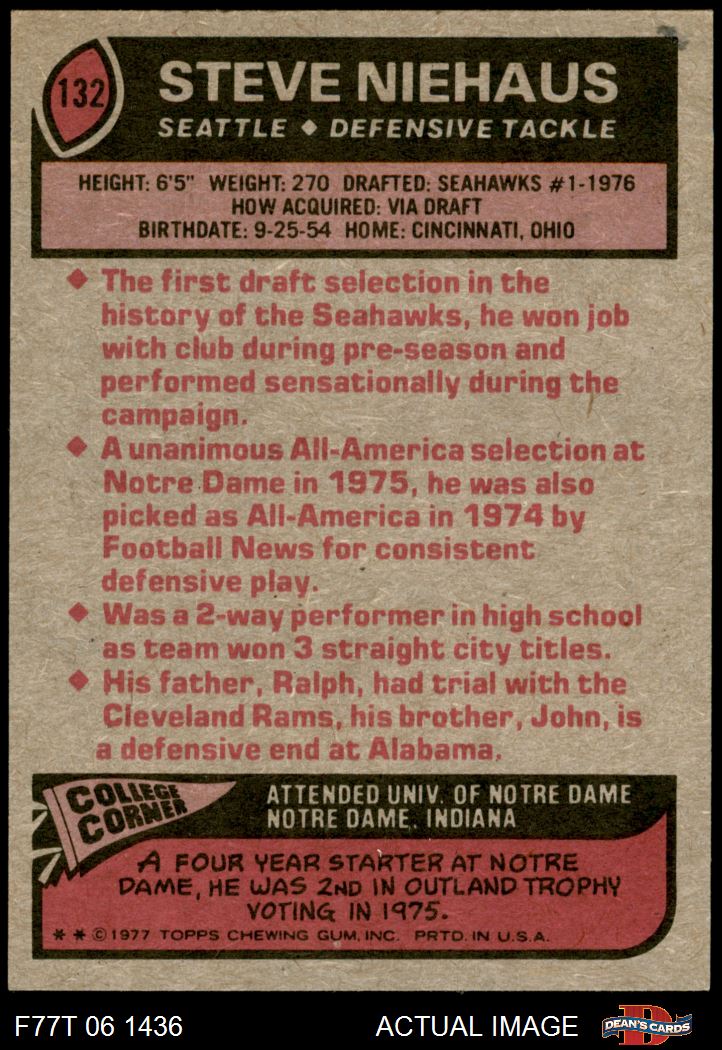 132
STEVE NIEHAUS
SEATTLE ◆ DEFENSIVE TACKLE
HEIGHT: 6'5" WEIGHT: 270 DRAFTED: SEAHAWKS #1-1976
HOW ACQUIRED: VIA DRAFT
BIRTHDATE: 9-25-54 HOME: CINCINNATI, OHIO
◆ The first draft selection in the
history of the Seahawks, he won job
with club during pre-season and
performed sensationally during the
campaign.
◆ A unanimous All-America selection at
Notre Dame in 1975, he was also
picked as All-America in 1974 by
Football News for consistent
defensive play.
◆ Was a 2-way performer in high school
as team won 3 straight city titles.
◆ His father, Ralph, had trial with the
Cleveland Rams, his brother, John, is
a defensive end at Alabama.
COLLEGE
CORNER
ATTENDED UNIV. OF NOTRE DAME
NOTRE DAME, INDIANA
A FOUR YEAR STARTER AT NOTRE
DAME, HE WAS 2ND IN OUTLAND TROPHY
VOTING IN 1975.
* * © 1977 TOPPS CHEWING GUM, INC. PRTD. IN U.S.A.
F77T 06 1436
ACTUAL IMAGE
D
DEAN'S CARDS